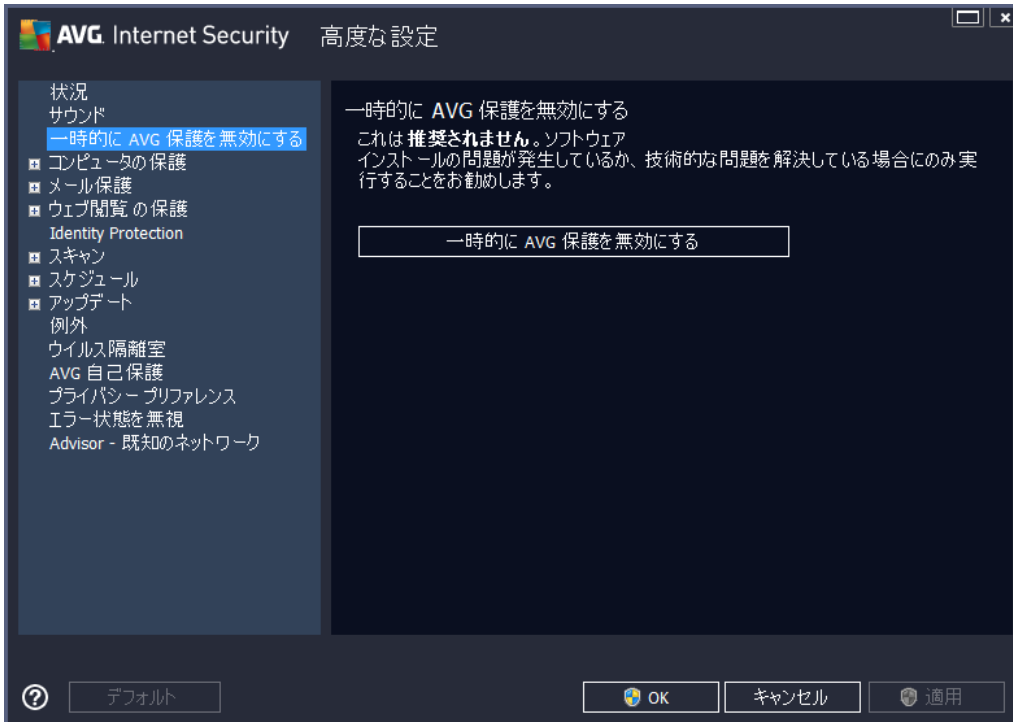 AVG. Internet Security 高度な設定
状況
サウンド
一時的に AVG 保護を無効にする
コンピュータの保護
メール保護
ウェブ閲覧 の保護
Identity Protection
スキャン
スケジュール
アップデート
例外
ウイルス隔離室
AVG 自己保護
プライバシー プリファレンス
エラー状態を無視
Advisor - 既知のネットワーク
一時的に AVG 保護を無効にする
これは 推奨されません。ソフトウェア
インストールの問題が発生しているか、技術的な問題を解決している場合にのみ実
行することをお勧めします。
一時的に AVG 保護を無効にする
デフォルト
OK
キャンセル
適用